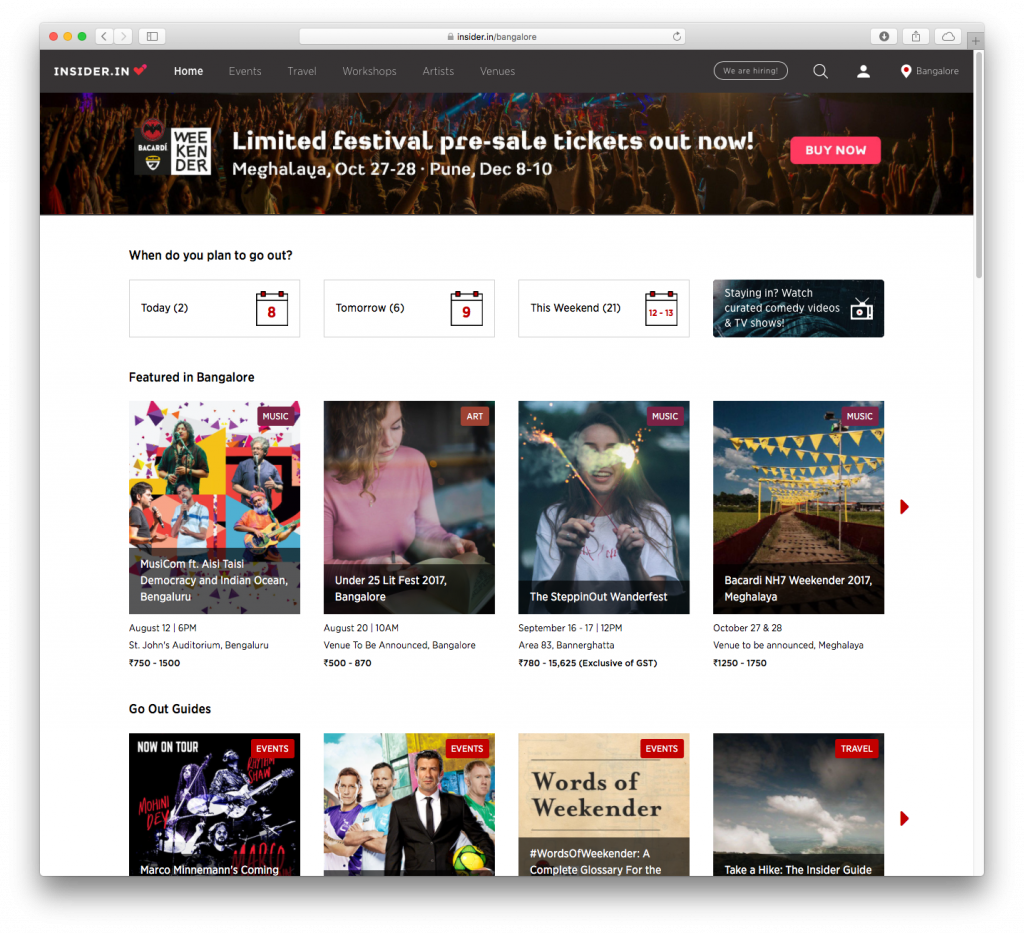 insider.in/bangalore
INSIDER.IN
Home
Events
Travel
Workshops
Artists
Venues
We are hiring!
Bangalore
BACARDÍ
WEE
KEN
DER
Limited festival pre-sale tickets out now!
Meghalaya, Oct 27-28 · Pune, Dec 8-10
BUY NOW
When do you plan to go out?
Today (2)
8
Tomorrow (6)
9
This Weekend (21)
12 - 13
Staying in? Watch
curated comedy videos
& TV shows!
Featured in Bangalore
MUSIC
MusiCom ft. Aisi Taisi
Democracy and Indian Ocean,
Bengaluru
August 12 | 6PM
St. John's Auditorium, Bengaluru
₹750 - 1500
ART
Under 25 Lit Fest 2017,
Bangalore
August 20 | 10AM
Venue To Be Announced, Bangalore
₹500 - 870
MUSIC
The SteppinOut Wanderfest
September 16 - 17 | 12PM
Area 83, Bannerghatta
₹780 - 15,625 (Exclusive of GST)
MUSIC
Bacardi NH7 Weekender 2017,
Meghalaya
October 27 & 28
Venue to be announced, Meghalaya
₹1250 - 1750
Go Out Guides
NOW ON TOUR
EVENTS
RHYTHM
SHAW
MOHINI
DEY
MARCO
Marco Minnemann's Coming
EVENTS
EVENTS
Words of
Weekender
#WordsOfWeekender: A
Complete Glossary For the
TRAVEL
Take a Hike: The Insider Guide